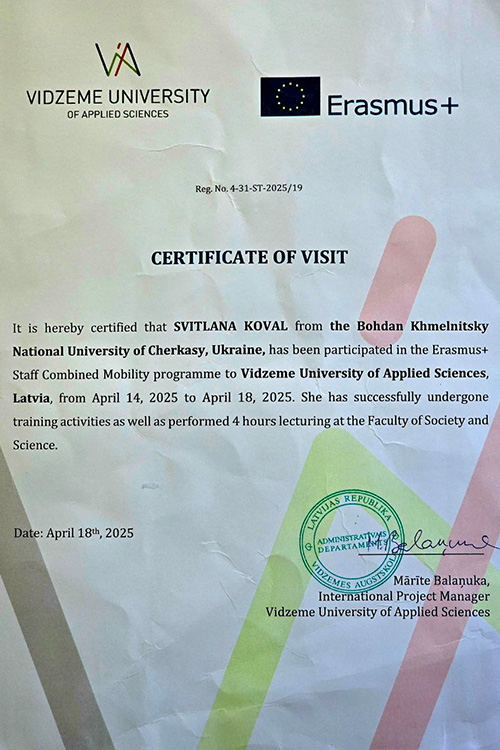 VIA
VIDZEME UNIVERSITY
OF APPLIED SCIENCES
Erasmus+
Reg. No. 4-31-ST-2025/19
CERTIFICATE OF VISIT
It is hereby certified that SVITLANA KOVAL from the Bohdan Khmelnitsky
National University of Cherkasy, Ukraine, has been participated in the Erasmus+
Staff Combined Mobility programme to Vidzeme University of Applied Sciences,
Latvia, from April 14, 2025 to April 18, 2025. She has successfully undergone
training activities as well as performed 4 hours lecturing at the Faculty of Society and
Science.
Date: April 18th, 2025
LATVIJAS REPUBLIKA
ADMINISTRATĪVAIS
DEPARTAMENTS
VIDZEMES AUGSTSKOLA
M. Balaņuka
Mārīte Balaņuka,
International Project Manager
Vidzeme University of Applied Sciences